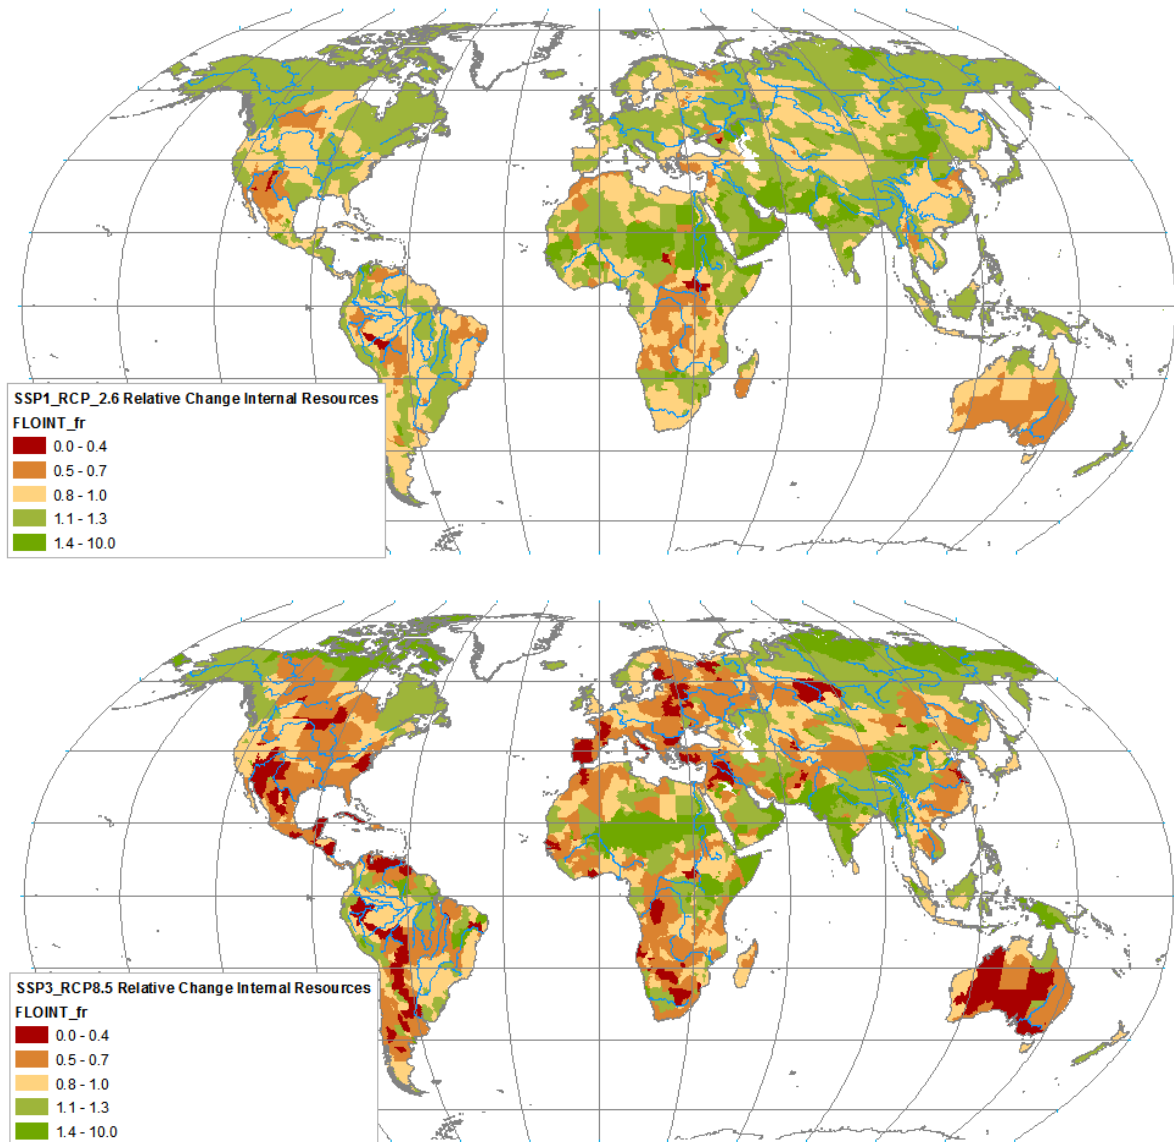 SSP1_RCP_2.6 Relative Change Internal Resources
FLOINT_fr
0.0 - 0.4
0.5 - 0.7
0.8 - 1.0
1.1 - 1.3
1.4 - 10.0
SSP3_RCP8.5 Relative Change Internal Resources
FLOINT_fr
0.0 - 0.4
0.5 - 0.7
0.8 - 1.0
1.1 - 1.3
1.4 - 10.0